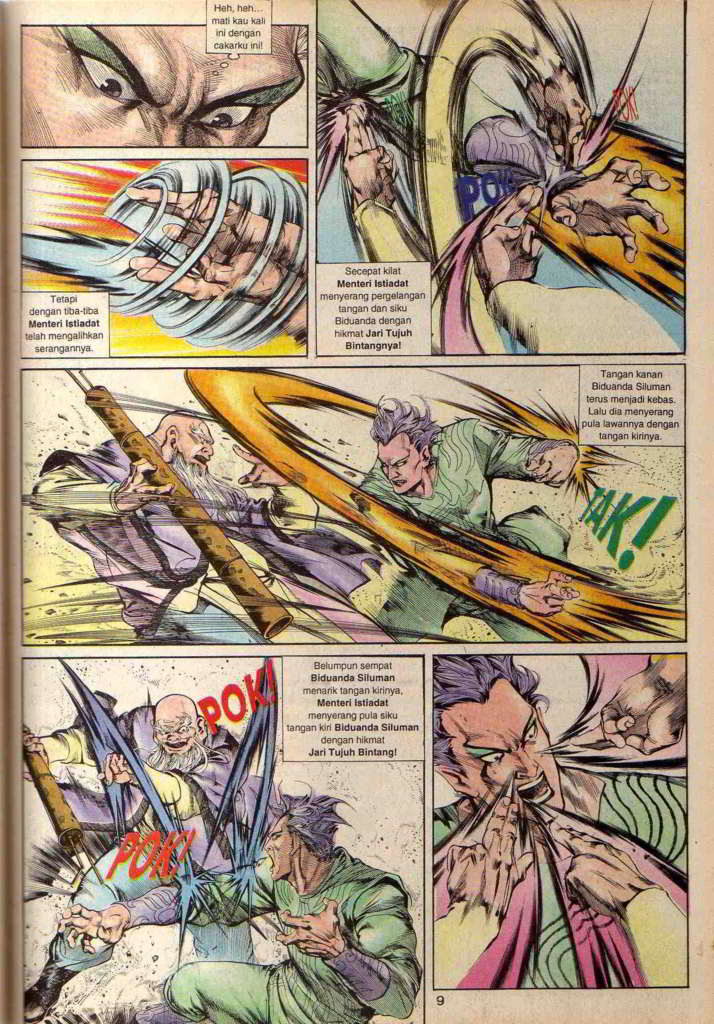 Heh, heh...
mati kau kali
ini dengan
cakarku ini!
Tetapi
dengan tiba-tiba
Menteri Istiadat
telah mengalihkan
serangannya.
POK!
POK
Secepat kilat
Menteri Istiadat
menyerang pergelangan
tangan dan siku
Biduanda dengan
hikmat Jari Tujuh
Bintangnya!
Tangan kanan
Biduanda Siluman
terus menjadi kebas.
Lalu dia menyerang
pula lawannya dengan
tangan kirinya.
TAK!
POK!
Belumpun sempat
Biduanda Siluman
menarik tangan kirinya,
Menteri Istiadat
menyerang pula siku
tangan kiri Biduanda Siluman
dengan hikmat
Jari Tujuh Bintang!
POK!
9